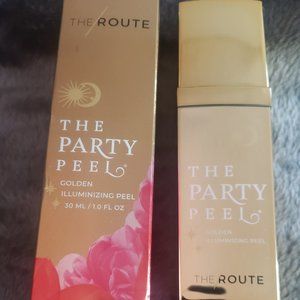 THE ROUTE
THE
PARTY
PEEL
GOLDEN
ILLUMINIZING PEEL
30 ML / 1.0 FL OZ
THE
PARTY
PEEL
GOLDEN
ILLUMINIZING PEEL
THE ROUTE